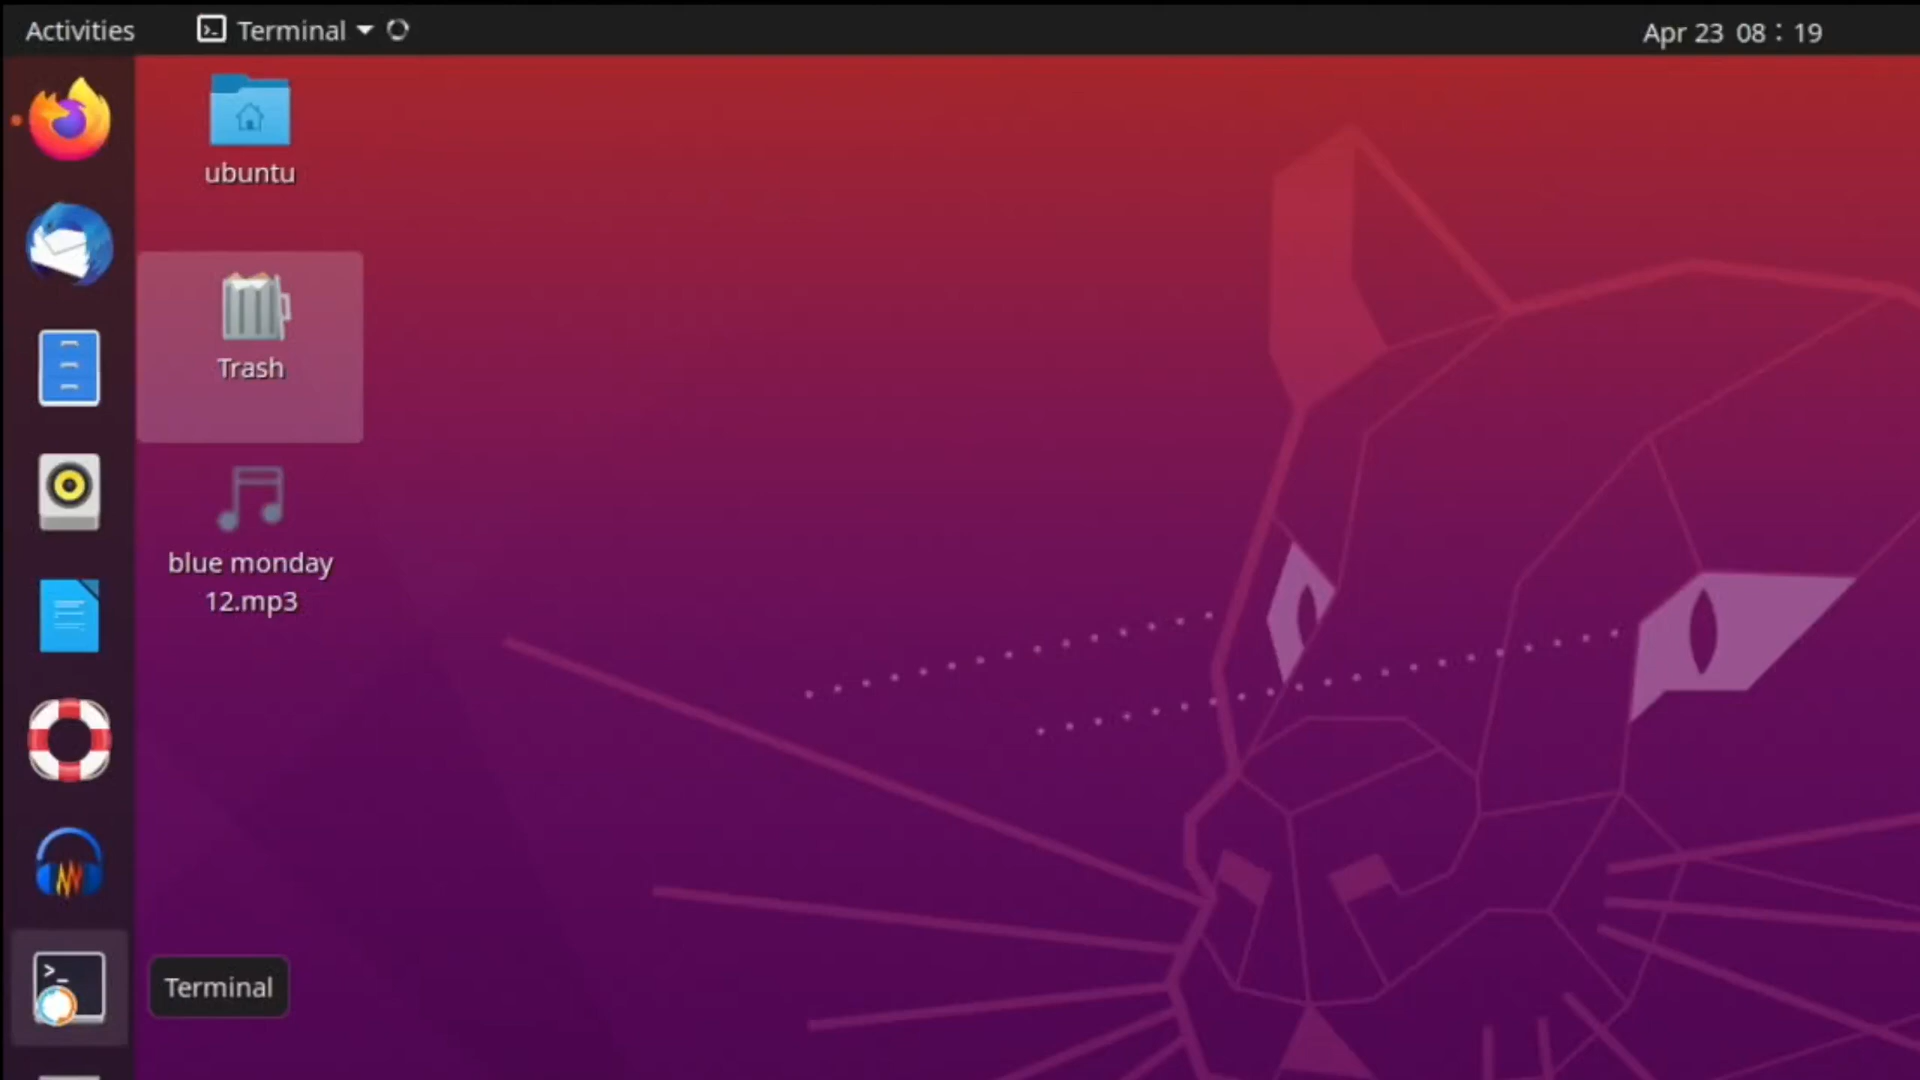 Activities
Terminal
Apr 23 08:19
ubuntu
Trash
blue monday
12.mp3
Terminal